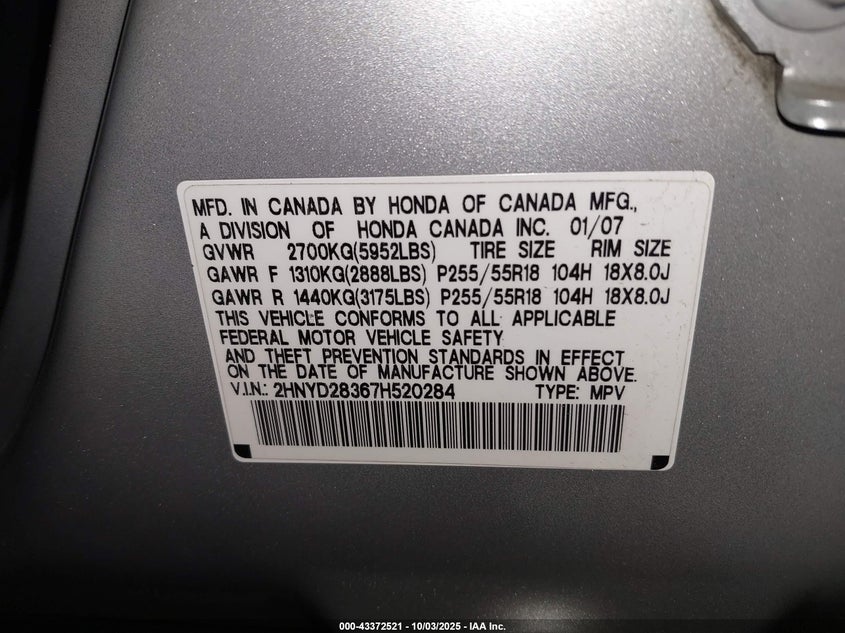 MFD. IN CANADA BY HONDA OF CANADA MFG.,
A DIVISION OF HONDA CANADA INC. 01/07
GVWR 2700KG(5952LBS) TIRE SIZE RIM SIZE
GAWR F 1310KG(2888LBS) P255/55R18 104H 18X8.0J
GAWR R 1440KG(3175LBS) P255/55R18 104H 18X8.0J
THIS VEHICLE CONFORMS TO ALL APPLICABLE
FEDERAL MOTOR VEHICLE SAFETY
AND THEFT PREVENTION STANDARDS IN EFFECT
ON THE DATE OF MANUFACTURE SHOWN ABOVE.
V.I.N.: 2HNYD28367H520284 TYPE: MPV
000-43372521 - 10/03/2025 - IAA Inc.